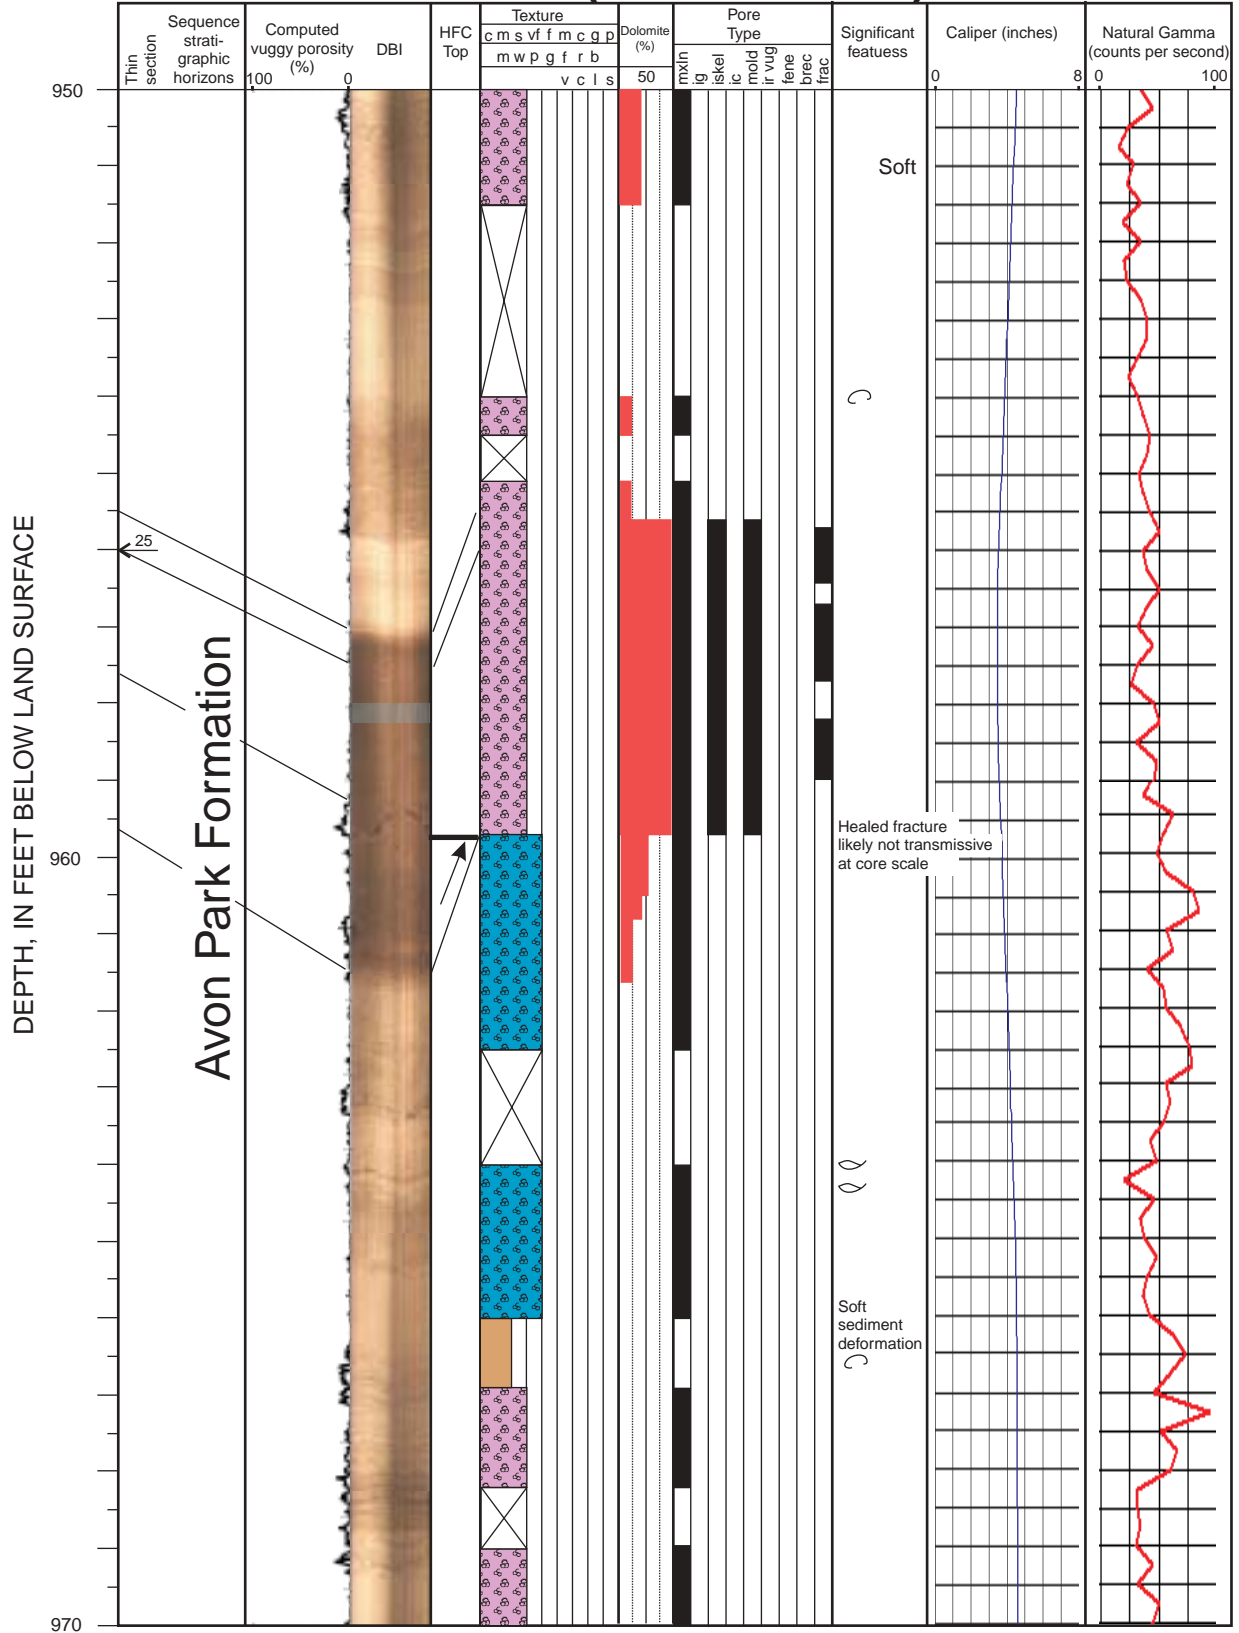 Thin
section
Sequence
strati-
graphic
horizons
Computed
vuggy porosity
(%)
100 0
DBI
HFC
Top
Texture
c m s vf f m c g p
m w p g f r b
v c l s
Dolomite
(%)
50
Pore
Type
mxln
ig
iskel
ic
mold
ir vug
fene
brec
frac
Significant
featuess
Caliper (inches)
0 8
Natural Gamma
(counts per second)
0 100
950
Soft
25
DEPTH, IN FEET BELOW LAND SURFACE
Avon Park Formation
Healed fracture
likely not transmissive
at core scale
960
Soft
sediment
deformation
970